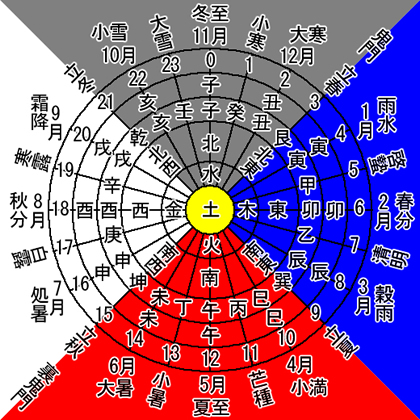 冬至
11月
小寒
大寒
12月
鬼門
立春
雨水
1月
啓蟄
春分
2月
清明
穀雨
3月
立夏
小満
4月
芒種
夏至
5月
小暑
大暑
6月
裏鬼門
立秋
処暑
7月
白露
秋分
8月
寒露
霜降
9月
立冬
小雪
10月
大雪
0
1
2
3
4
5
6
7
8
9
10
11
12
13
14
15
16
17
18
19
20
21
22
23
子
丑
寅
卯
辰
巳
午
未
申
酉
戌
亥
子
癸
丑
艮
寅
甲
卯
乙
辰
巽
巳
丙
午
丁
未
坤
申
庚
酉
辛
戌
乾
亥
壬
北
北東
東
南東
南
南西
西
北西
水
木
火
金
土